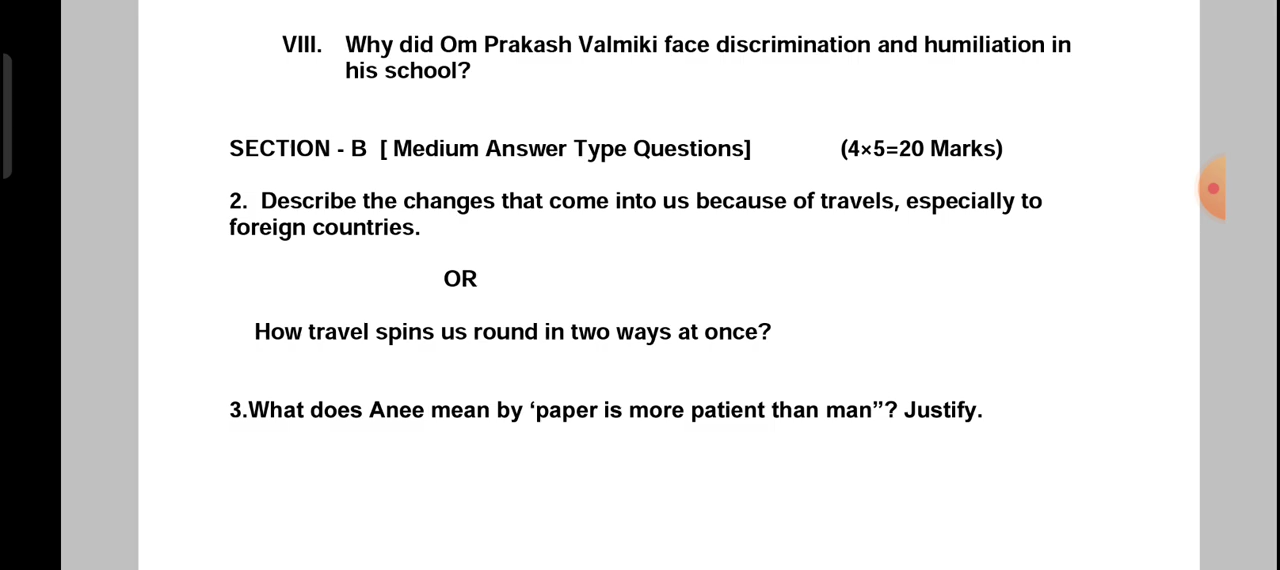 VIII. Why did Om Prakash Valmiki face discrimination and humiliation in
his school?
SECTION - B [ Medium Answer Type Questions] (4×5=20 Marks)
2. Describe the changes that come into us because of travels, especially to
foreign countries.
OR
How travel spins us round in two ways at once?
3.What does Anee mean by ‘paper is more patient than man”? Justify.